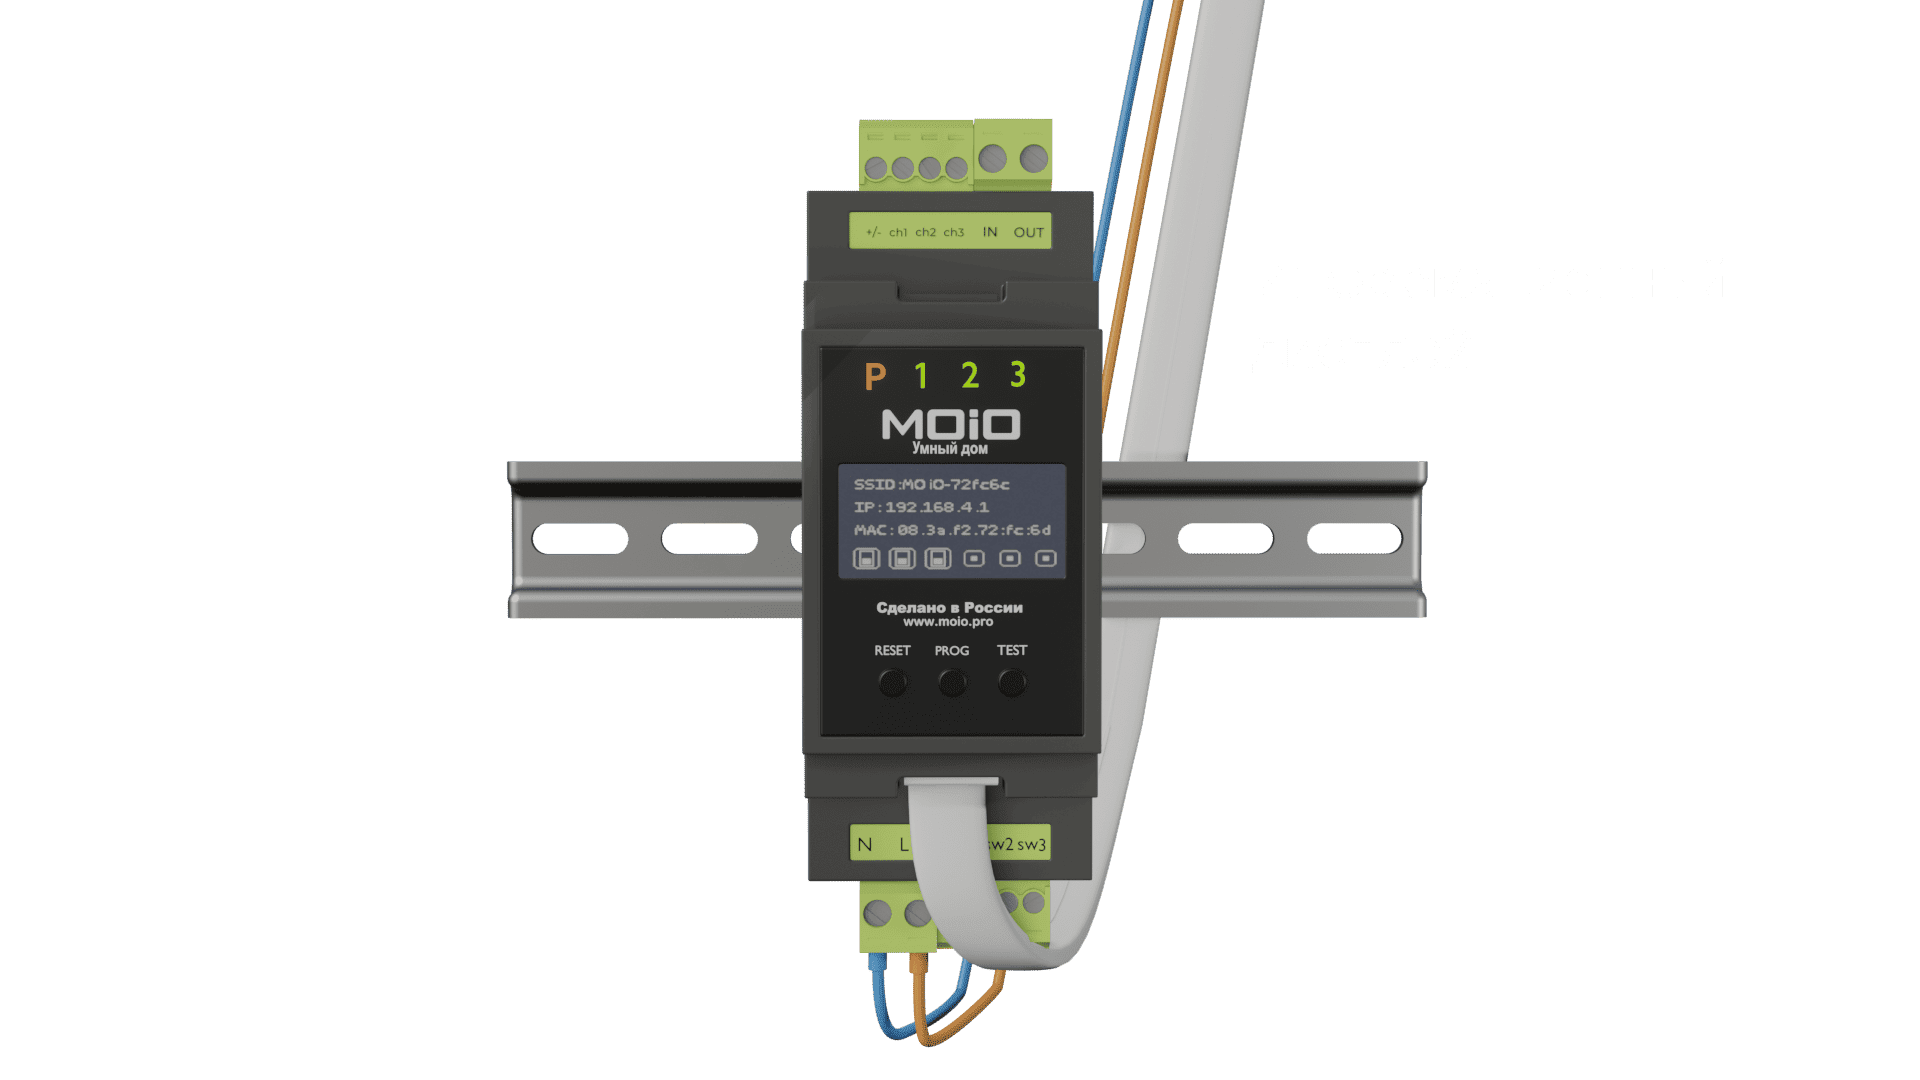 +/- ch1 ch2 ch3 IN OUT
P 1 2 3
MOiO
Умный дом
SSID:MOiO-72fc6c
IP:192.168.4.1
MAC:08.3a.f2.72:fc:6d
Сделано в России
www.moio.pro
RESET PROG TEST
N L sw2 sw3